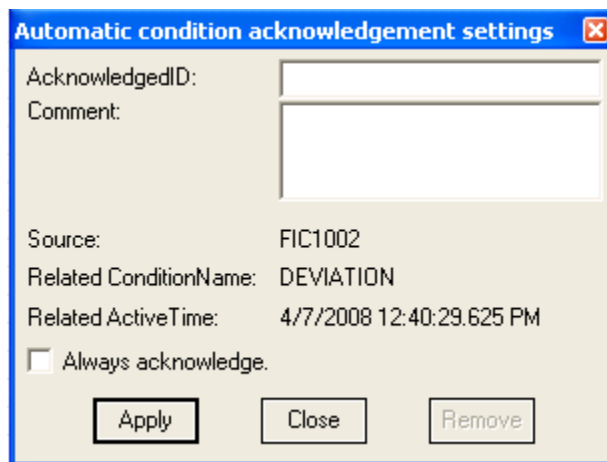 Automatic condition acknowledgement settings
AcknowledgedID:
Comment:
Source: FIC1002
Related ConditionName: DEVIATION
Related ActiveTime: 4/7/2008 12:40:29.625 PM
Always acknowledge.
Apply Close Remove